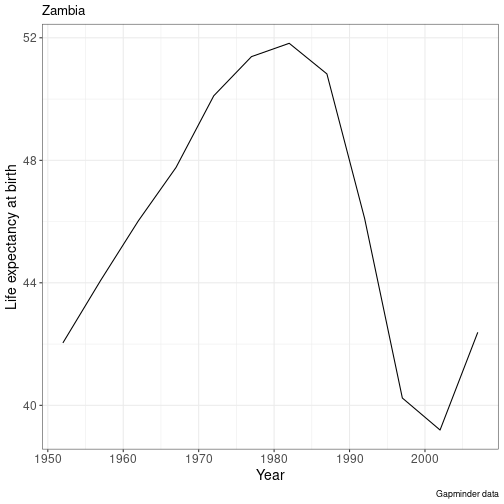 Zambia
52
48
44
40
Life expectancy at birth
1950 1960 1970 1980 1990 2000
Year
Gapminder data